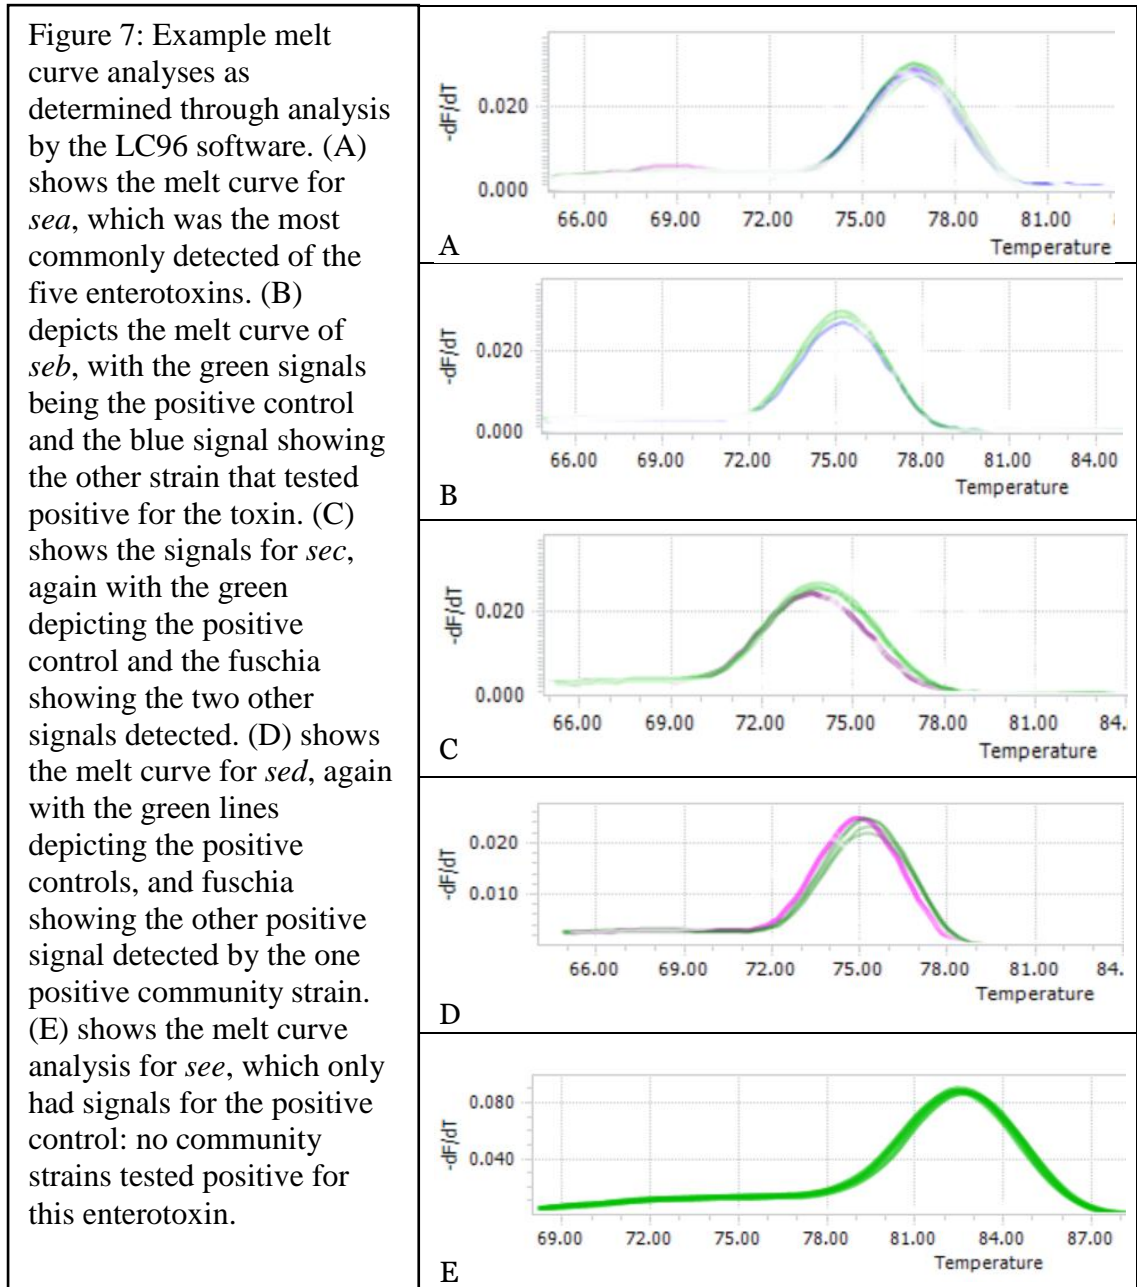 Figure 7: Example melt
curve analyses as
determined through analysis
by the LC96 software. (A)
shows the melt curve for
sea, which was the most
commonly detected of the
five enterotoxins. (B)
depicts the melt curve of
seb, with the green signals
being the positive control
and the blue signal showing
the other strain that tested
positive for the toxin. (C)
shows the signals for sec,
again with the green
depicting the positive
control and the fuschia
showing the two other
signals detected. (D) shows
the melt curve for sed, again
with the green lines
depicting the positive
controls, and fuschia
showing the other positive
signal detected by the one
positive community strain.
(E) shows the melt curve
analysis for see, which only
had signals for the positive
control: no community
strains tested positive for
this enterotoxin.
-dF/dT
0.020
0.000
66.00 69.00 72.00 75.00 78.00 81.00
Temperature
A
-dF/dT
0.020
0.000
66.00 69.00 72.00 75.00 78.00 81.00 84.00
Temperature
B
-dF/dT
0.020
0.000
66.00 69.00 72.00 75.00 78.00 81.00 84.
Temperature
C
-dF/dT
0.020
0.010
66.00 69.00 72.00 75.00 78.00 81.00 84.
Temperature
D
-dF/dT
0.080
0.040
69.00 72.00 75.00 78.00 81.00 84.00 87.00
Temperature
E